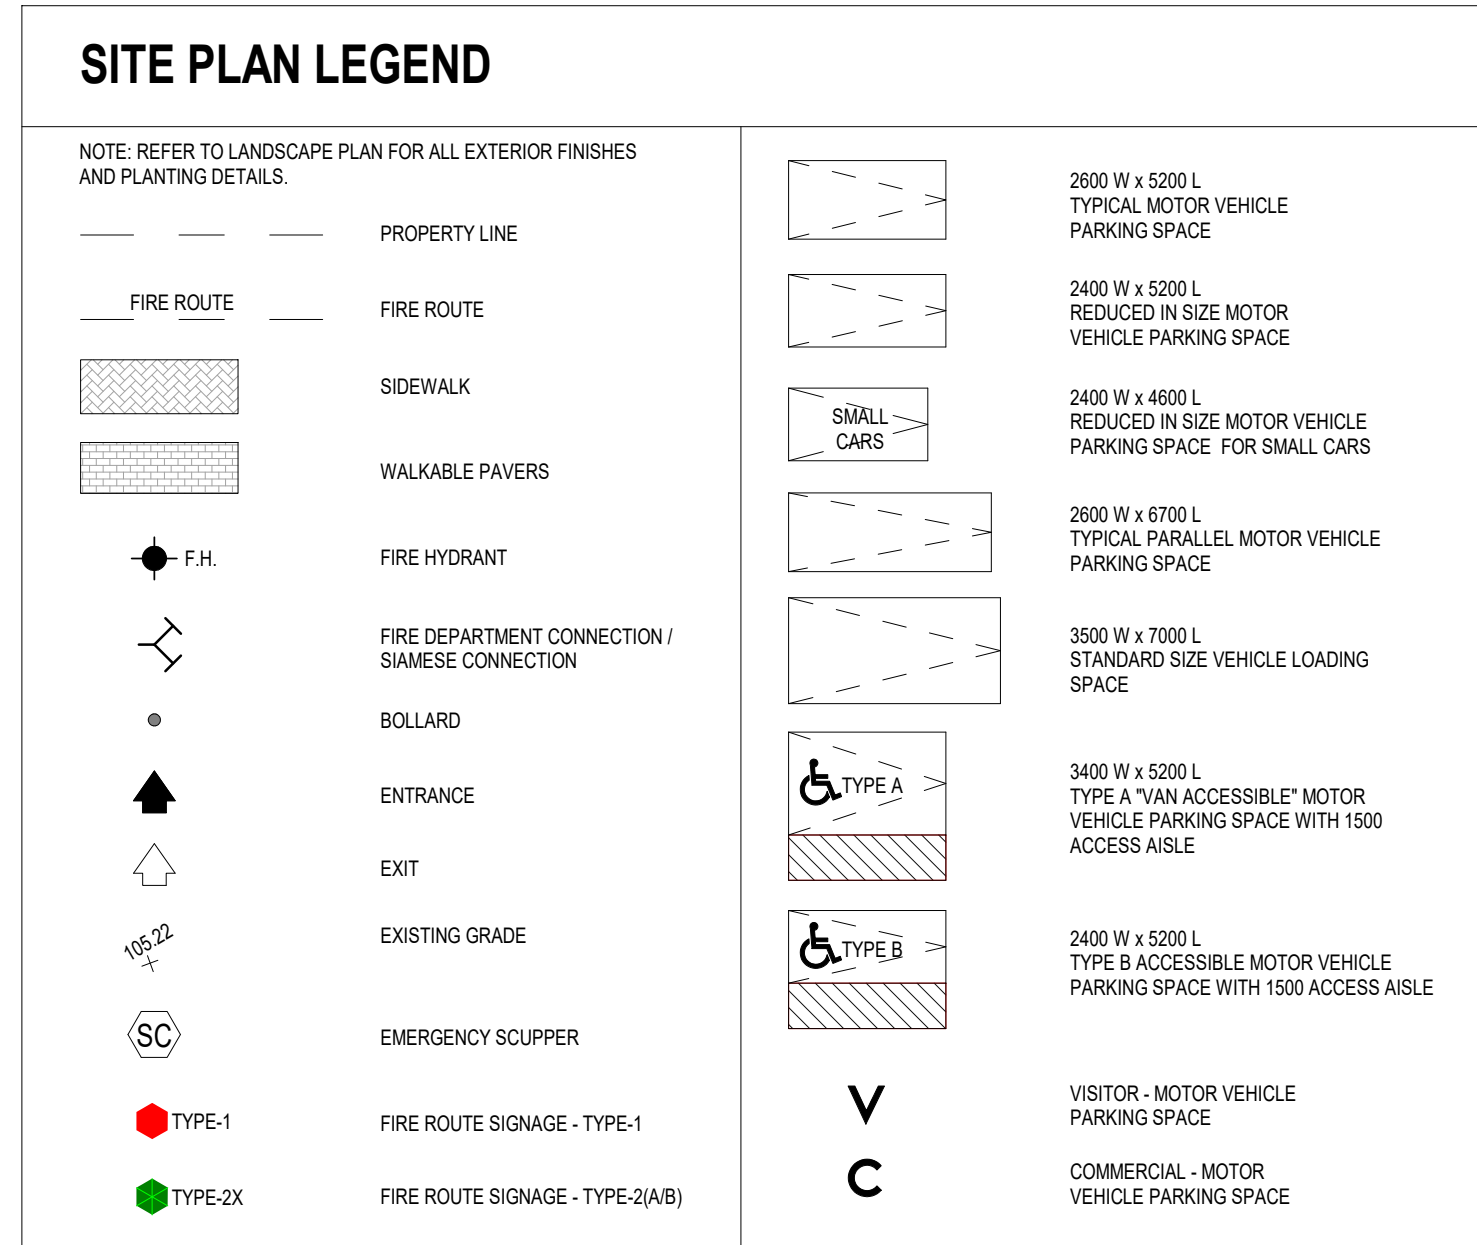 SITE PLAN LEGEND
NOTE: REFER TO LANDSCAPE PLAN FOR ALL EXTERIOR FINISHES
AND PLANTING DETAILS.
PROPERTY LINE
FIRE ROUTE
FIRE ROUTE
SIDEWALK
WALKABLE PAVERS
F.H.
FIRE HYDRANT
FIRE DEPARTMENT CONNECTION /
SIAMESE CONNECTION
BOLLARD
ENTRANCE
EXIT
105.22
EXISTING GRADE
SC
EMERGENCY SCUPPER
TYPE-1
FIRE ROUTE SIGNAGE - TYPE-1
TYPE-2X
FIRE ROUTE SIGNAGE - TYPE-2(A/B)
2600 W x 5200 L
TYPICAL MOTOR VEHICLE
PARKING SPACE
2400 W x 5200 L
REDUCED IN SIZE MOTOR
VEHICLE PARKING SPACE
SMALL
CARS
2400 W x 4600 L
REDUCED IN SIZE MOTOR VEHICLE
PARKING SPACE  FOR SMALL CARS
2600 W x 6700 L
TYPICAL PARALLEL MOTOR VEHICLE
PARKING SPACE
3500 W x 7000 L
STANDARD SIZE VEHICLE LOADING
SPACE
TYPE A
3400 W x 5200 L
TYPE A "VAN ACCESSIBLE" MOTOR
VEHICLE PARKING SPACE WITH 1500
ACCESS AISLE
TYPE B
2400 W x 5200 L
TYPE B ACCESSIBLE MOTOR VEHICLE
PARKING SPACE WITH 1500 ACCESS AISLE
V
VISITOR - MOTOR VEHICLE
PARKING SPACE
C
COMMERCIAL - MOTOR
VEHICLE PARKING SPACE